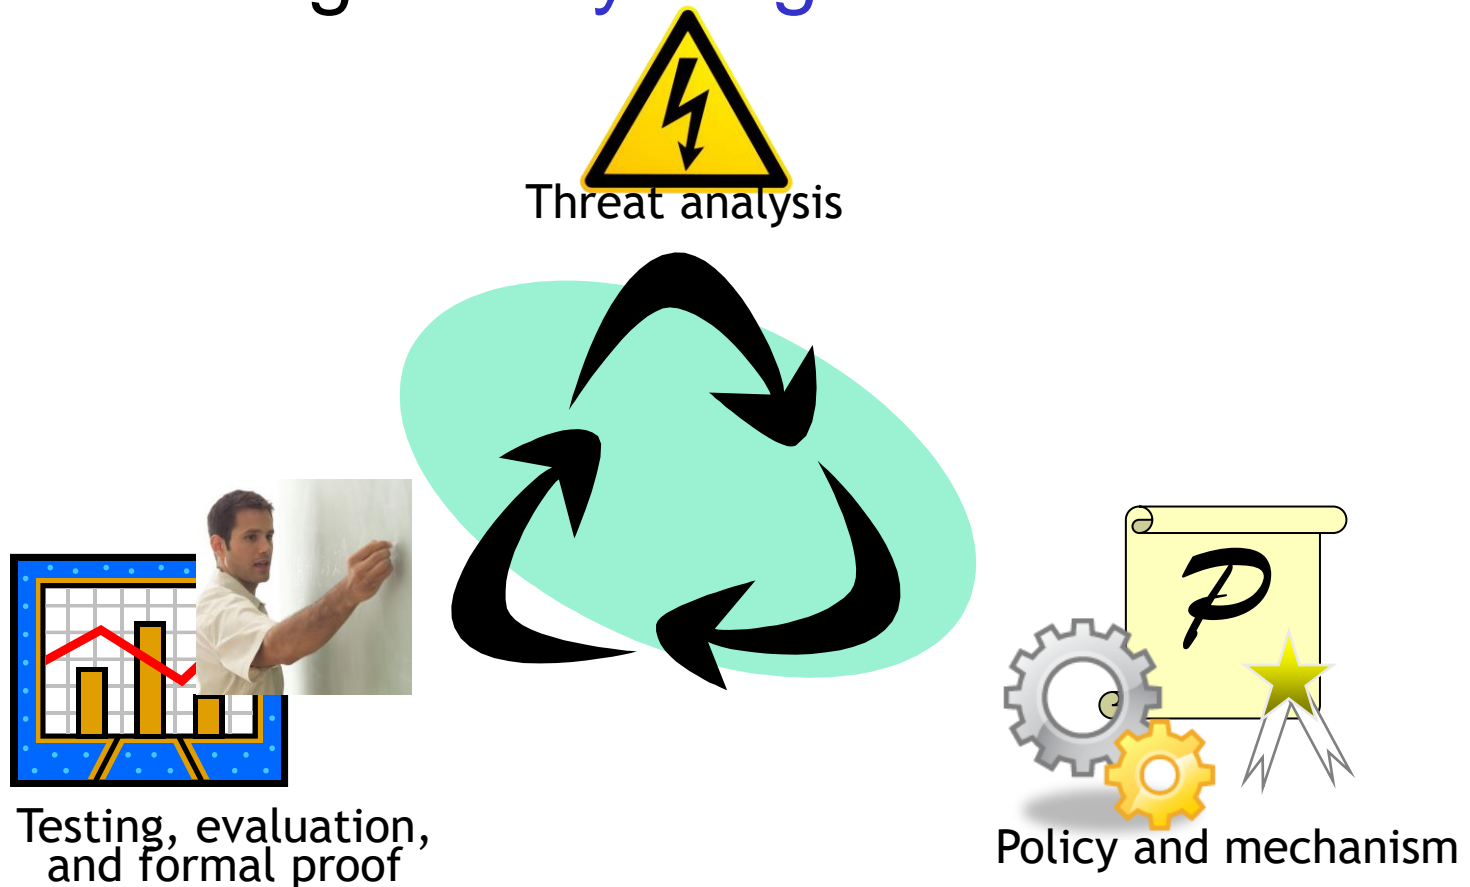 Threat analysis
P
Testing, evaluation,
and formal proof
Policy and mechanism